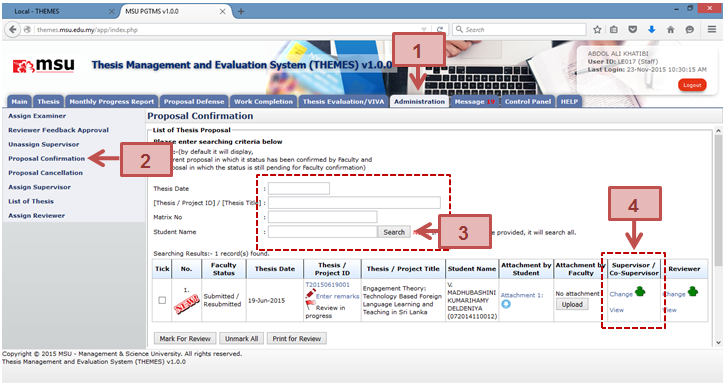 Local - THEMES
MSU PGTMS v1.0.0
themes.msu.edu.my/app/index.php
Search
msu
Thesis Management and Evaluation System (THEMES) v1.0.0
ABDOL ALI KHATIBI
User ID: LE017 (Staff)
Last Login: 23-Nov-2015 10:30:15 AM
Logout
1
Main Thesis Monthly Progress Report Proposal Defense Work Completion Thesis Evaluation/VIVA Administration Message Control Panel HELP
Assign Examiner
Reviewer Feedback Approval
Unassign Supervisor
Proposal Confirmation
Proposal Cancellation
Assign Supervisor
List of Thesis
Assign Reviewer
2
Proposal Confirmation
List of Thesis Proposal
Please enter searching criteria below
:-(by default it will display,
rent proposal in which it status has been confirmed by Faculty and
oposal in which the status is still pending for Faculty confirmation)
Thesis Date :
[Thesis / Project ID] / [Thesis Title] :
Matrix No :
Student Name : Search
e provided, it will search all.
3
4
Searching Results:- 1 record(s) found.
Tick No. Faculty Status Thesis Date Thesis / Project ID Thesis / Project Title Student Name Attachment by Student Attachment by Faculty Supervisor / Co-Supervisor Reviewer
1.
NEW
Submitted / Resubmitted
19-Jun-2015
T20150619001
Enter remarks
Review in progress
Engagement Theory: Technology Based Foreign Language Learning and Teaching in Sri Lanka
V. MADHUBASHINI KUMARIHAMY DELDENIYA (072014110012)
Attachment 1:
No attachment
Upload
Change
View
Change
View
Mark For Review Unmark All Print for Review
Copyright © 2015 MSU - Management & Science University. All rights reserved.
Thesis Management and Evaluation System (THEMES) v1.0.0